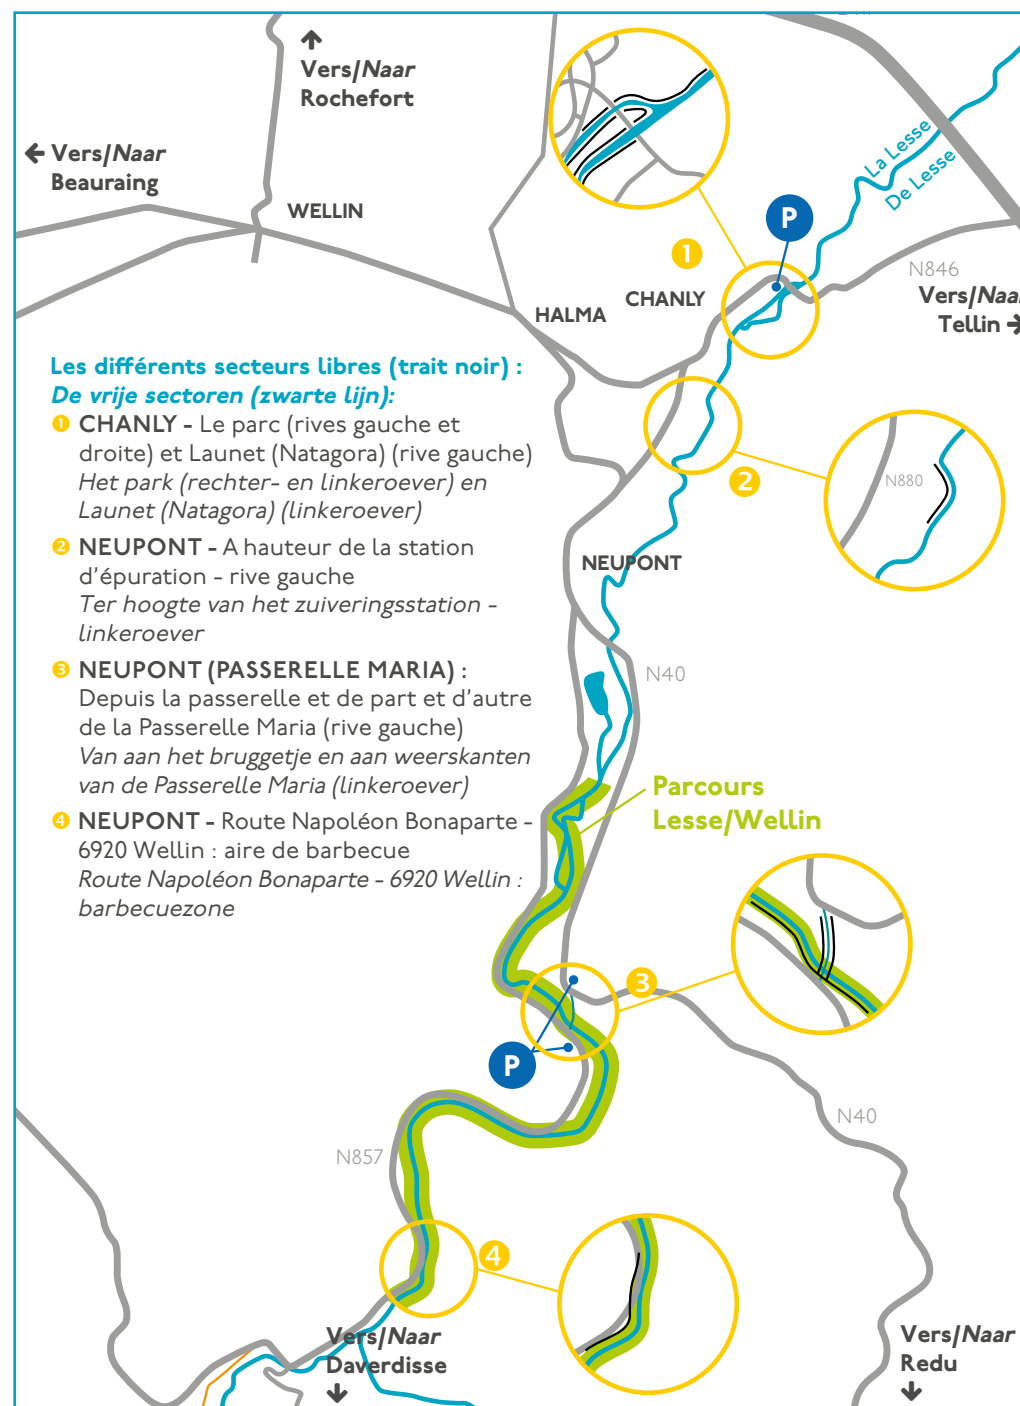 Vers/Naar
Rochefort
Vers/Naar
Beauraing
WELLIN
La Lesse
De Lesse
P
1
N846
CHANLY
HALMA
Vers/Naar
Tellin
Les différents secteurs libres (trait noir) :
De vrije sectoren (zwarte lijn):
1 CHANLY - Le parc (rives gauche et
droite) et Launet (Natagora) (rive gauche)
Het park (rechter- en linkeroever) en
Launet (Natagora) (linkeroever)
2 NEUPONT - A hauteur de la station
d'épuration - rive gauche
Ter hoogte van het zuiveringsstation -
linkeroever
3 NEUPONT (PASSERELLE MARIA) :
Depuis la passerelle et de part et d'autre
de la Passerelle Maria (rive gauche)
Van aan het bruggetje en aan weerskanten
van de Passerelle Maria (linkeroever)
4 NEUPONT - Route Napoléon Bonaparte -
6920 Wellin : aire de barbecue
Route Napoléon Bonaparte - 6920 Wellin :
barbecuezone
2
N880
NEUPONT
N40
Parcours
Lesse/Wellin
3
P
N40
N857
4
Vers/Naar
Daverdisse
Vers/Naar
Redu